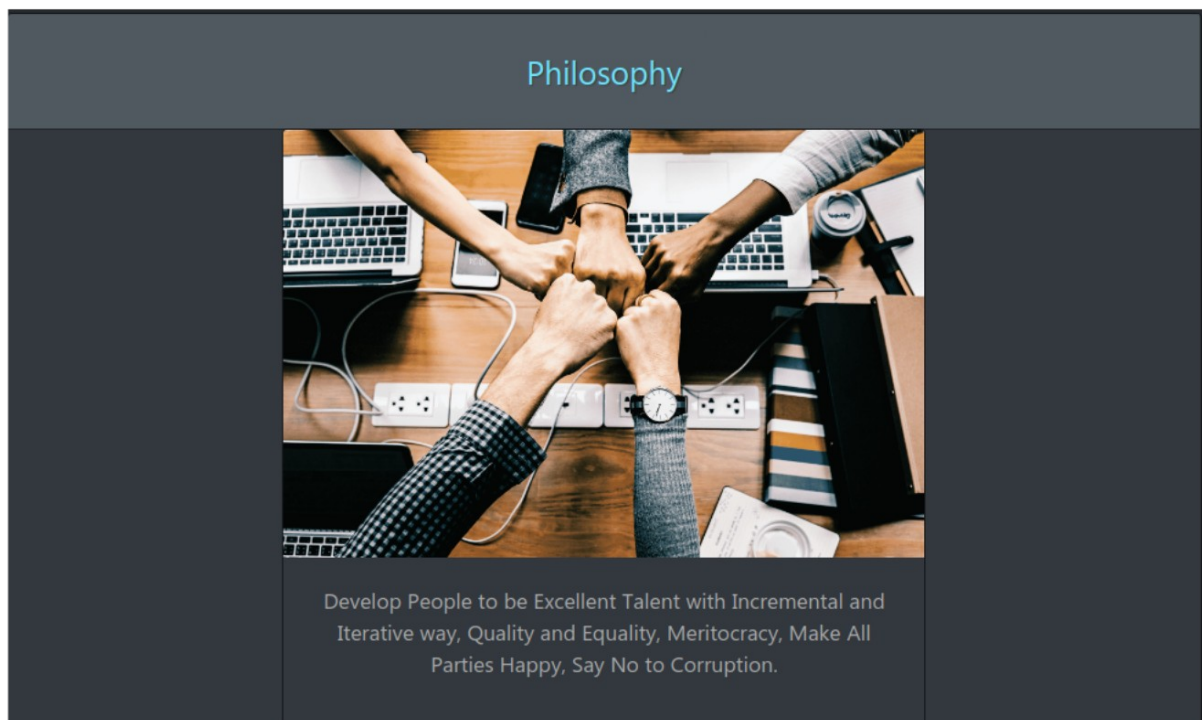 Philosophy
Develop People to be Excellent Talent with Incremental and
Iterative way, Quality and Equality, Meritocracy, Make All
Parties Happy, Say No to Corruption.